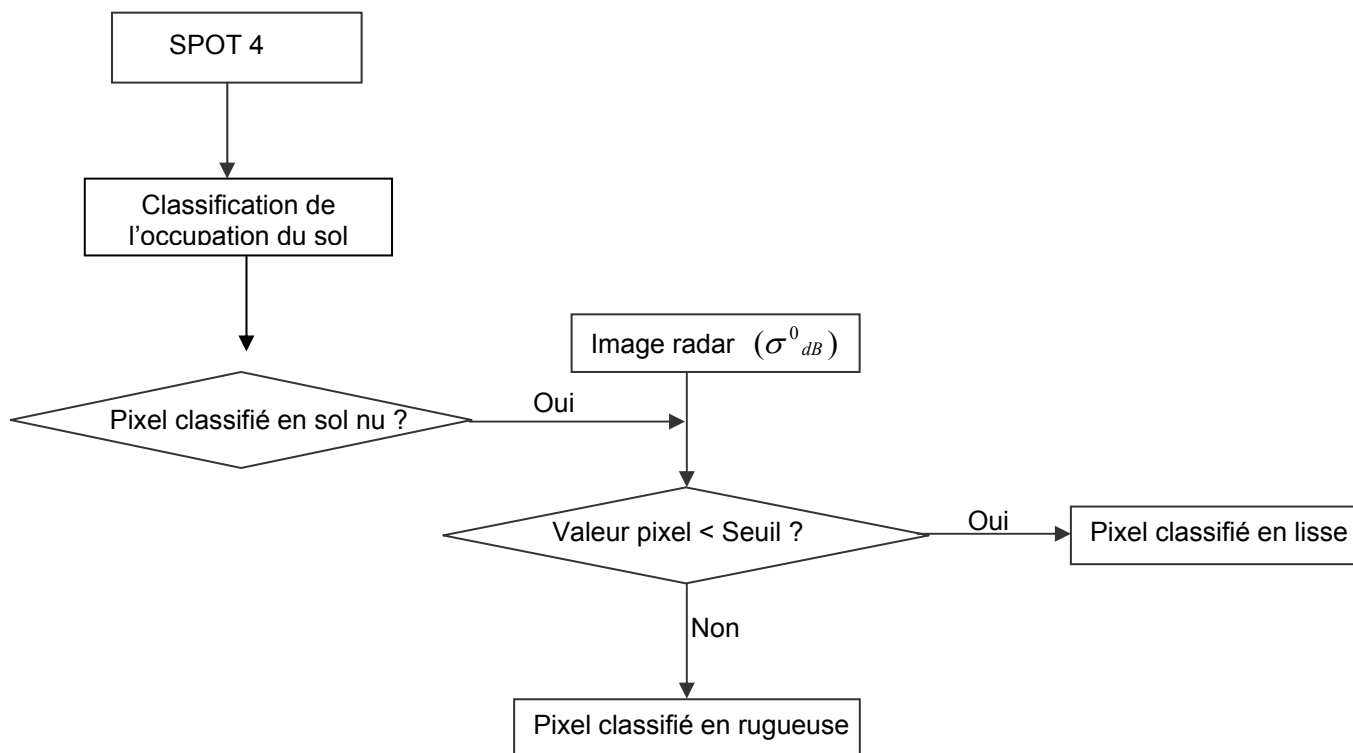 SPOT 4
Classification de
l’occupation du sol
Image radar (σ⁰dB)
Pixel classifié en sol nu ?
Oui
Valeur pixel < Seuil ?
Oui
Pixel classifié en lisse
Non
Pixel classifié en rugueuse